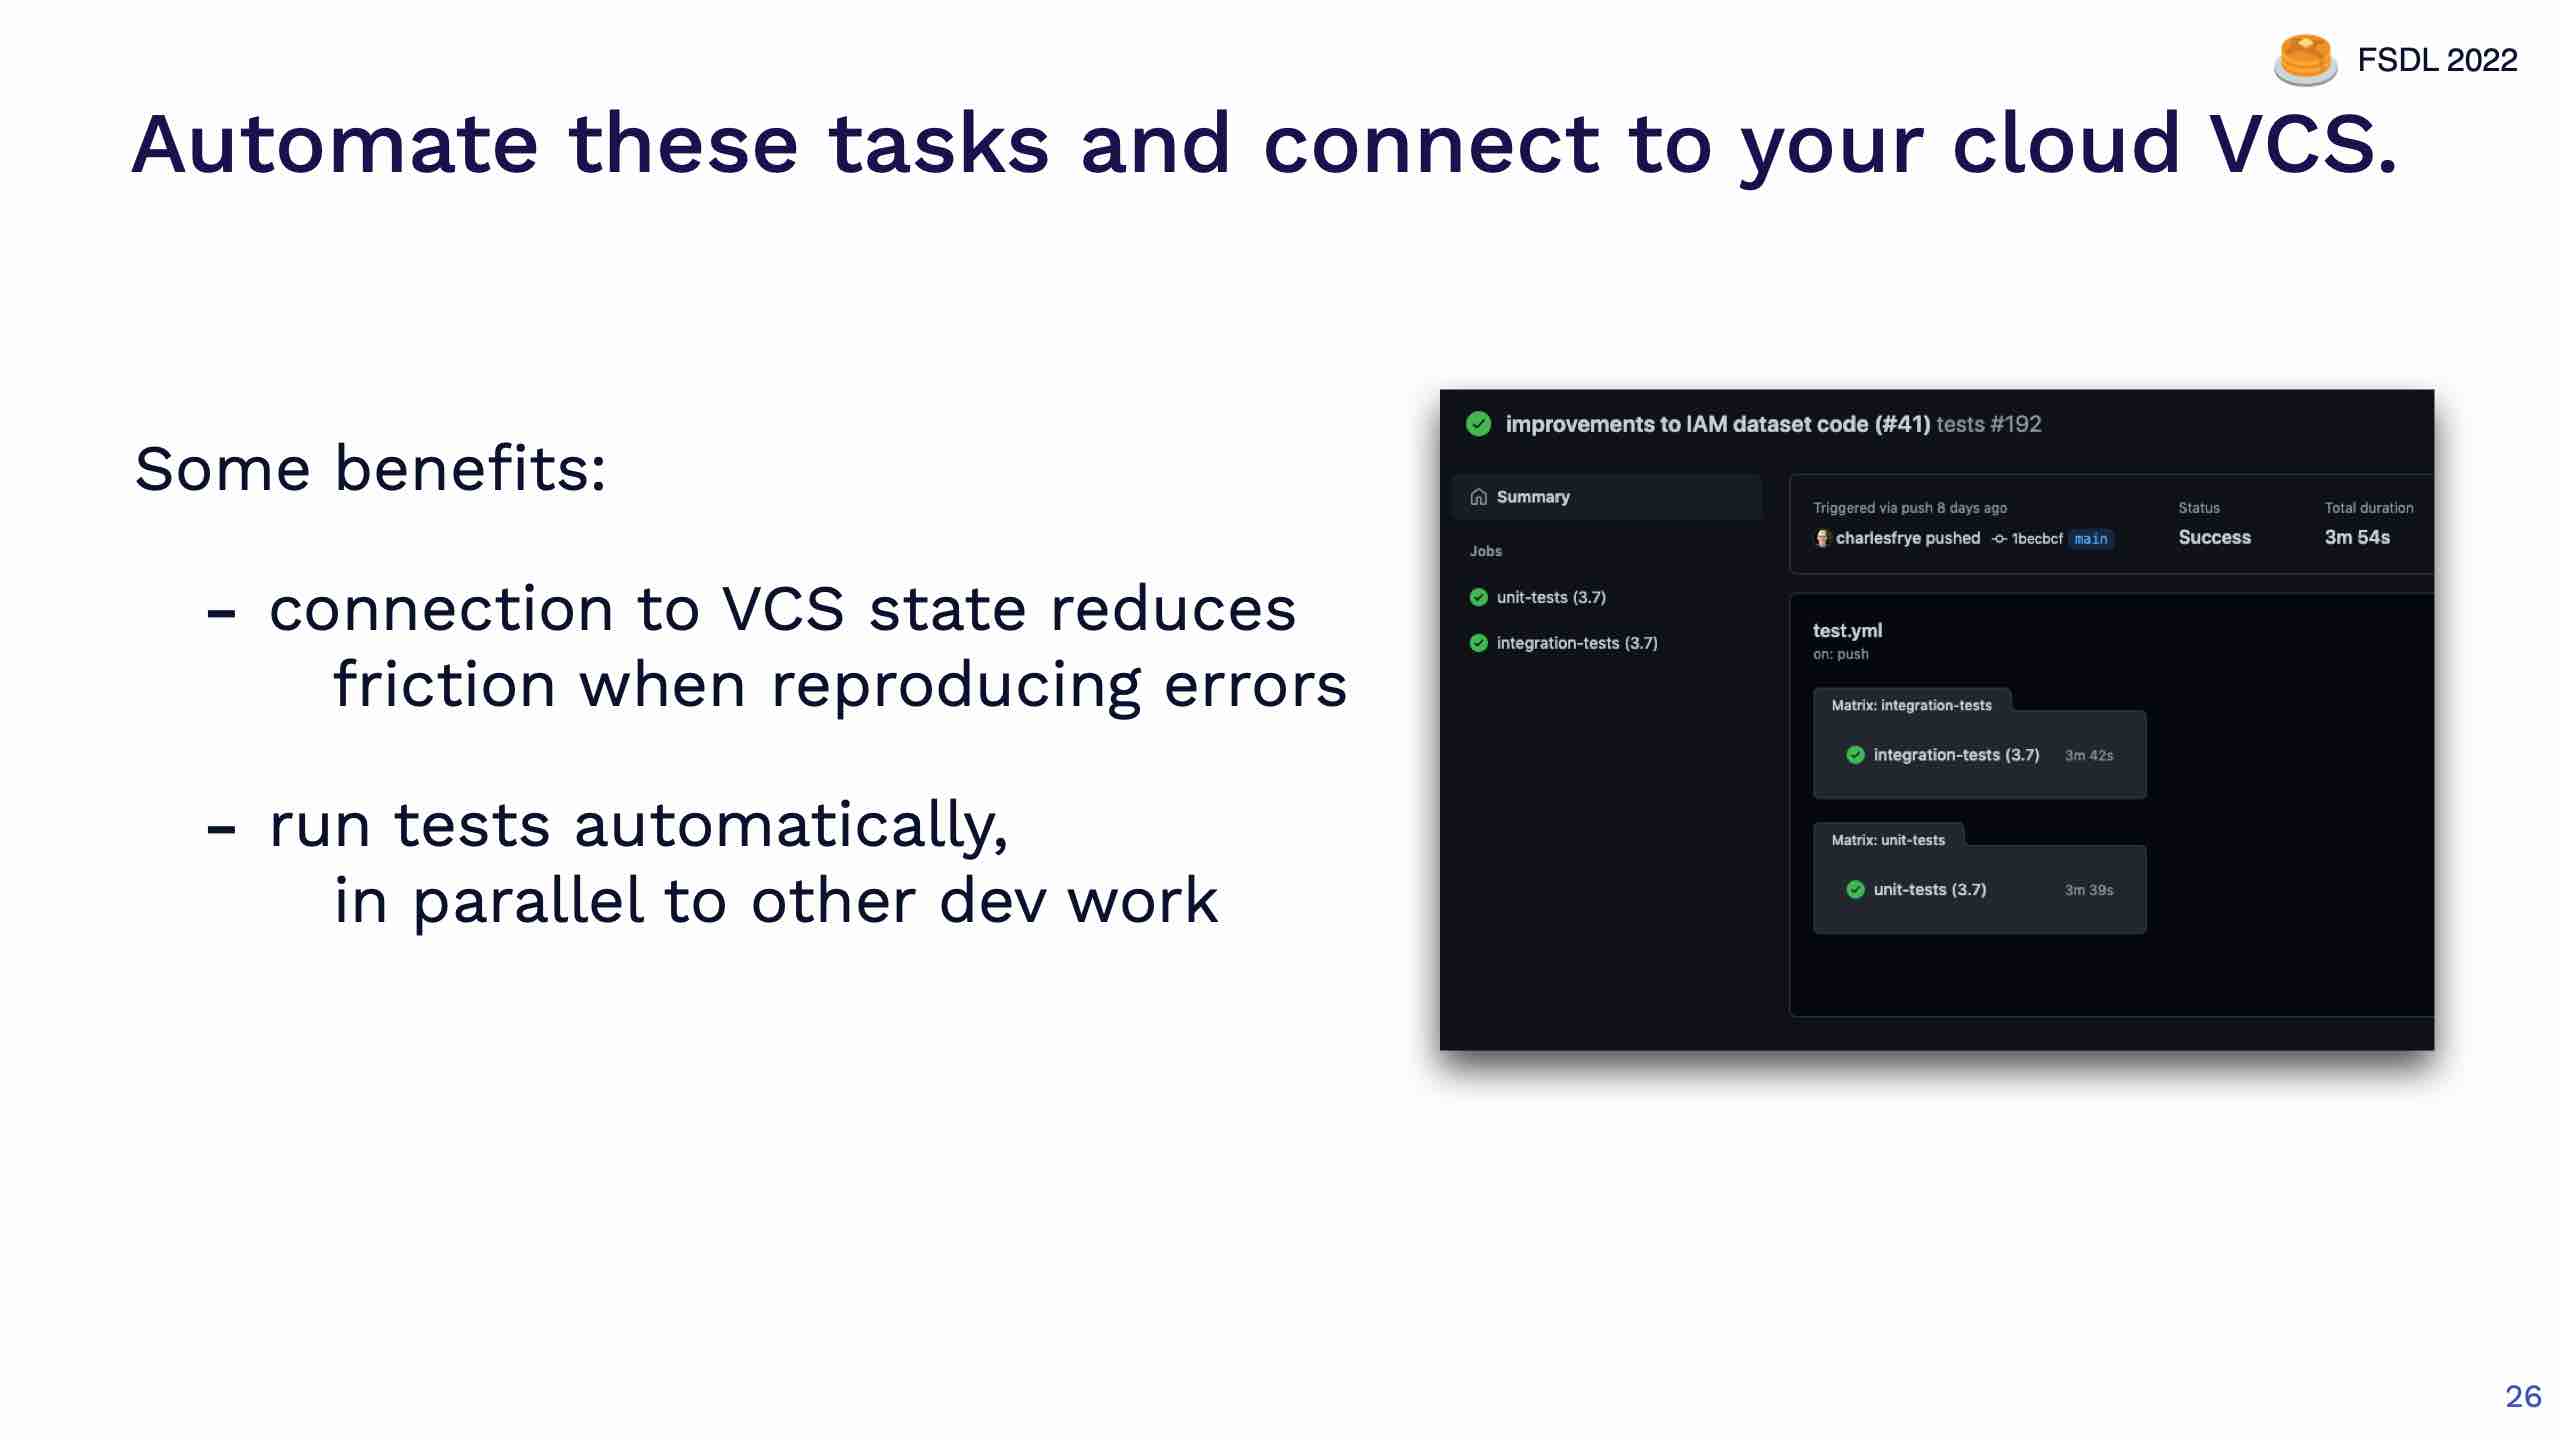 FSDL 2022
Automate these tasks and connect to your cloud VCS.
Some benefits:
- connection to VCS state reduces
friction when reproducing errors
- run tests automatically,
in parallel to other dev work
improvements to IAM dataset code (#41) tests #192
Summary
Jobs
unit-tests (3.7)
integration-tests (3.7)
Triggered via push 8 days ago
charlesfrye pushed 1becbcf main
Status
Success
Total duration
3m 54s
test.yml
on: push
Matrix: integration-tests
integration-tests (3.7) 3m 42s
Matrix: unit-tests
unit-tests (3.7) 3m 39s
26